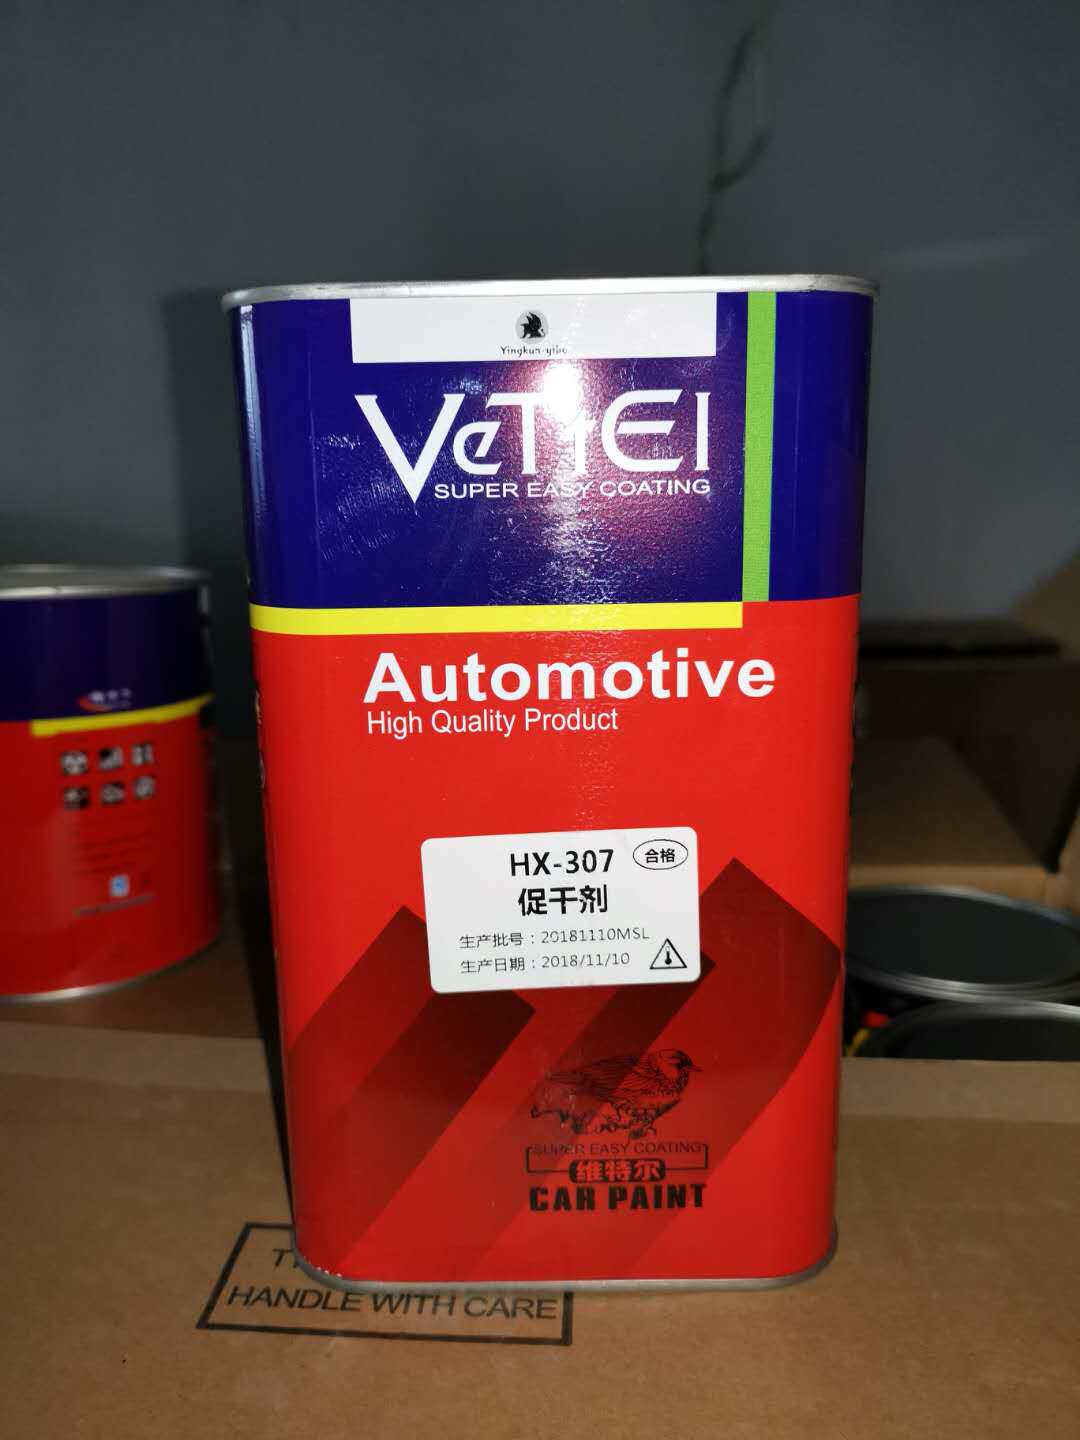 Yingkun-yibo
VeTrEl
SUPER EASY COATING
Automotive
High Quality Product
HX-307
合格
促干剂
生产批号：20181110MSL
生产日期：2018/11/10
SUPER EASY COATING
维特尔
CAR PAINT
HANDLE WITH CARE